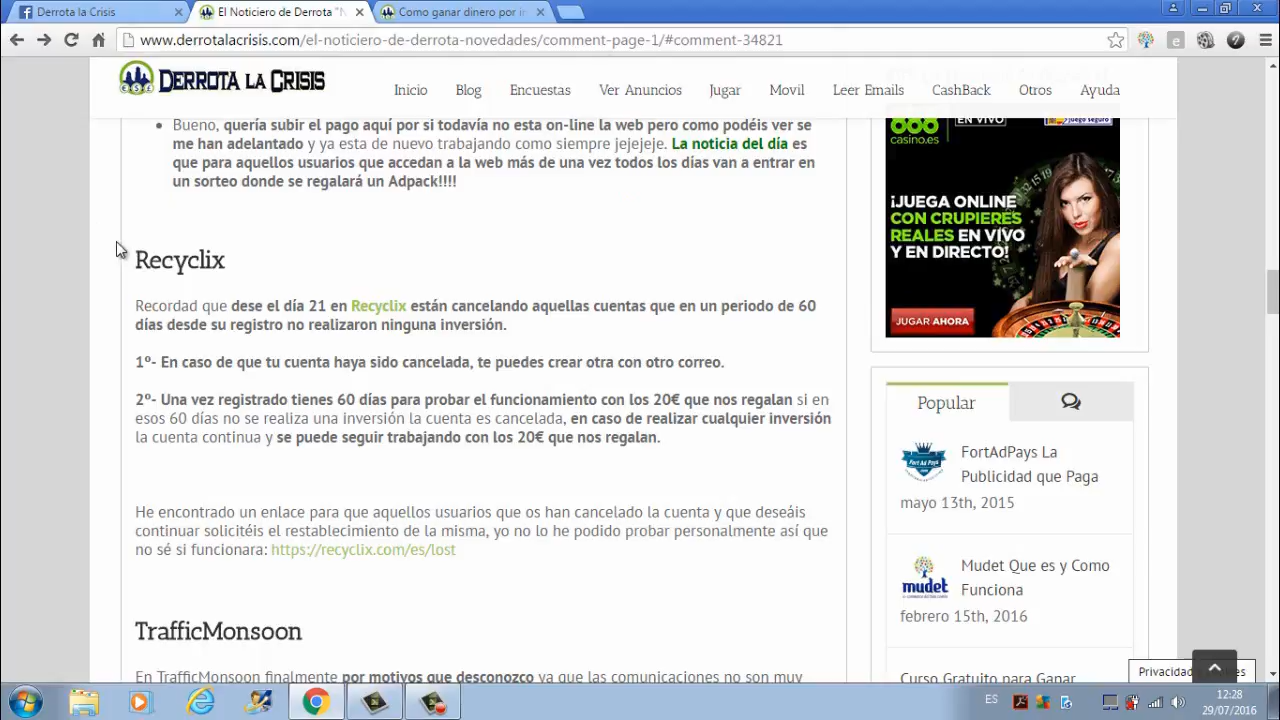 Derrota la Crisis
El Noticiero de Derrota "N
Como ganar dinero por in
www.derrotalacrisis.com/el-noticiero-de-derrota-novedades/comment-page-1/#comment-34821
DERROTA LA CRISIS
Inicio Blog Encuestas Ver Anuncios Jugar Movil Leer Emails CashBack Otros Ayuda
Bueno, quería subir el pago aquí por si todavía no esta on-line la web pero como podéis ver se
me han adelantado y ya esta de nuevo trabajando como siempre jejejeje. La noticia del día es
que para aquellos usuarios que accedan a la web más de una vez todos los días van a entrar en
un sorteo donde se regalará un Adpack!!!!
Recyclix
Recordad que dese el día 21 en Recyclix están cancelando aquellas cuentas que en un periodo de 60
días desde su registro no realizaron ninguna inversión.
1º- En caso de que tu cuenta haya sido cancelada, te puedes crear otra con otro correo.
2º- Una vez registrado tienes 60 días para probar el funcionamiento con los 20€ que nos regalan si en
esos 60 días no se realiza una inversión la cuenta es cancelada, en caso de realizar cualquier inversión
la cuenta continua y se puede seguir trabajando con los 20€ que nos regalan.
He encontrado un enlace para que aquellos usuarios que os han cancelado la cuenta y que deseáis
continuar solicitéis el restablecimiento de la misma, yo no lo he podido probar personalmente así que
no sé si funcionara: https://recyclix.com/es/lost
TrafficMonsoon
En TrafficMonsoon finalmente por motivos que desconozco ya que las comunicaciones no son muy
888
casino.es
EN VIVO
juego seguro
¡JUEGA ONLINE
CON CRUPIERES
REALES EN VIVO
Y EN DIRECTO!
JUGAR AHORA
Popular
FortAdPays La
Publicidad que Paga
mayo 13th, 2015
Mudet Que es y Como
Funciona
mudet
febrero 15th, 2016
Curso Gratuito para Ganar
Privacidad y cookies
ES
12:28
29/07/2016